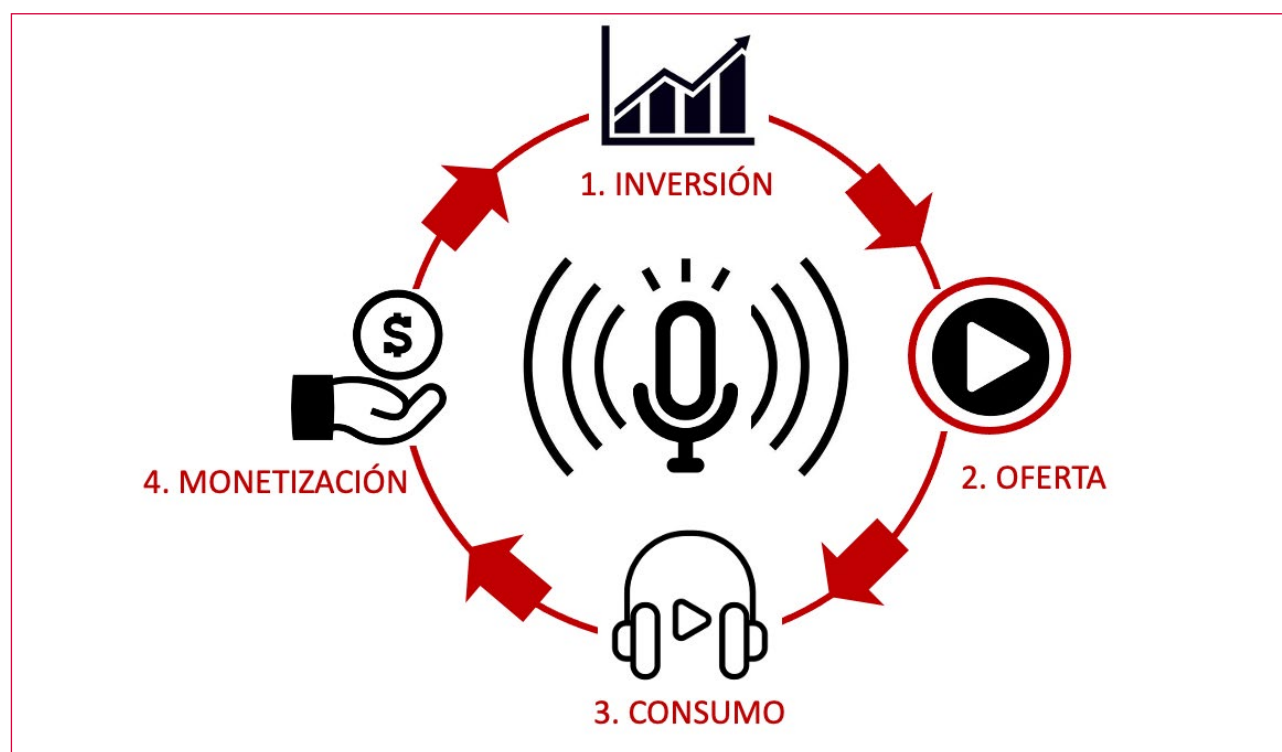 1. INVERSIÓN
$
4. MONETIZACIÓN
2. OFERTA
3. CONSUMO